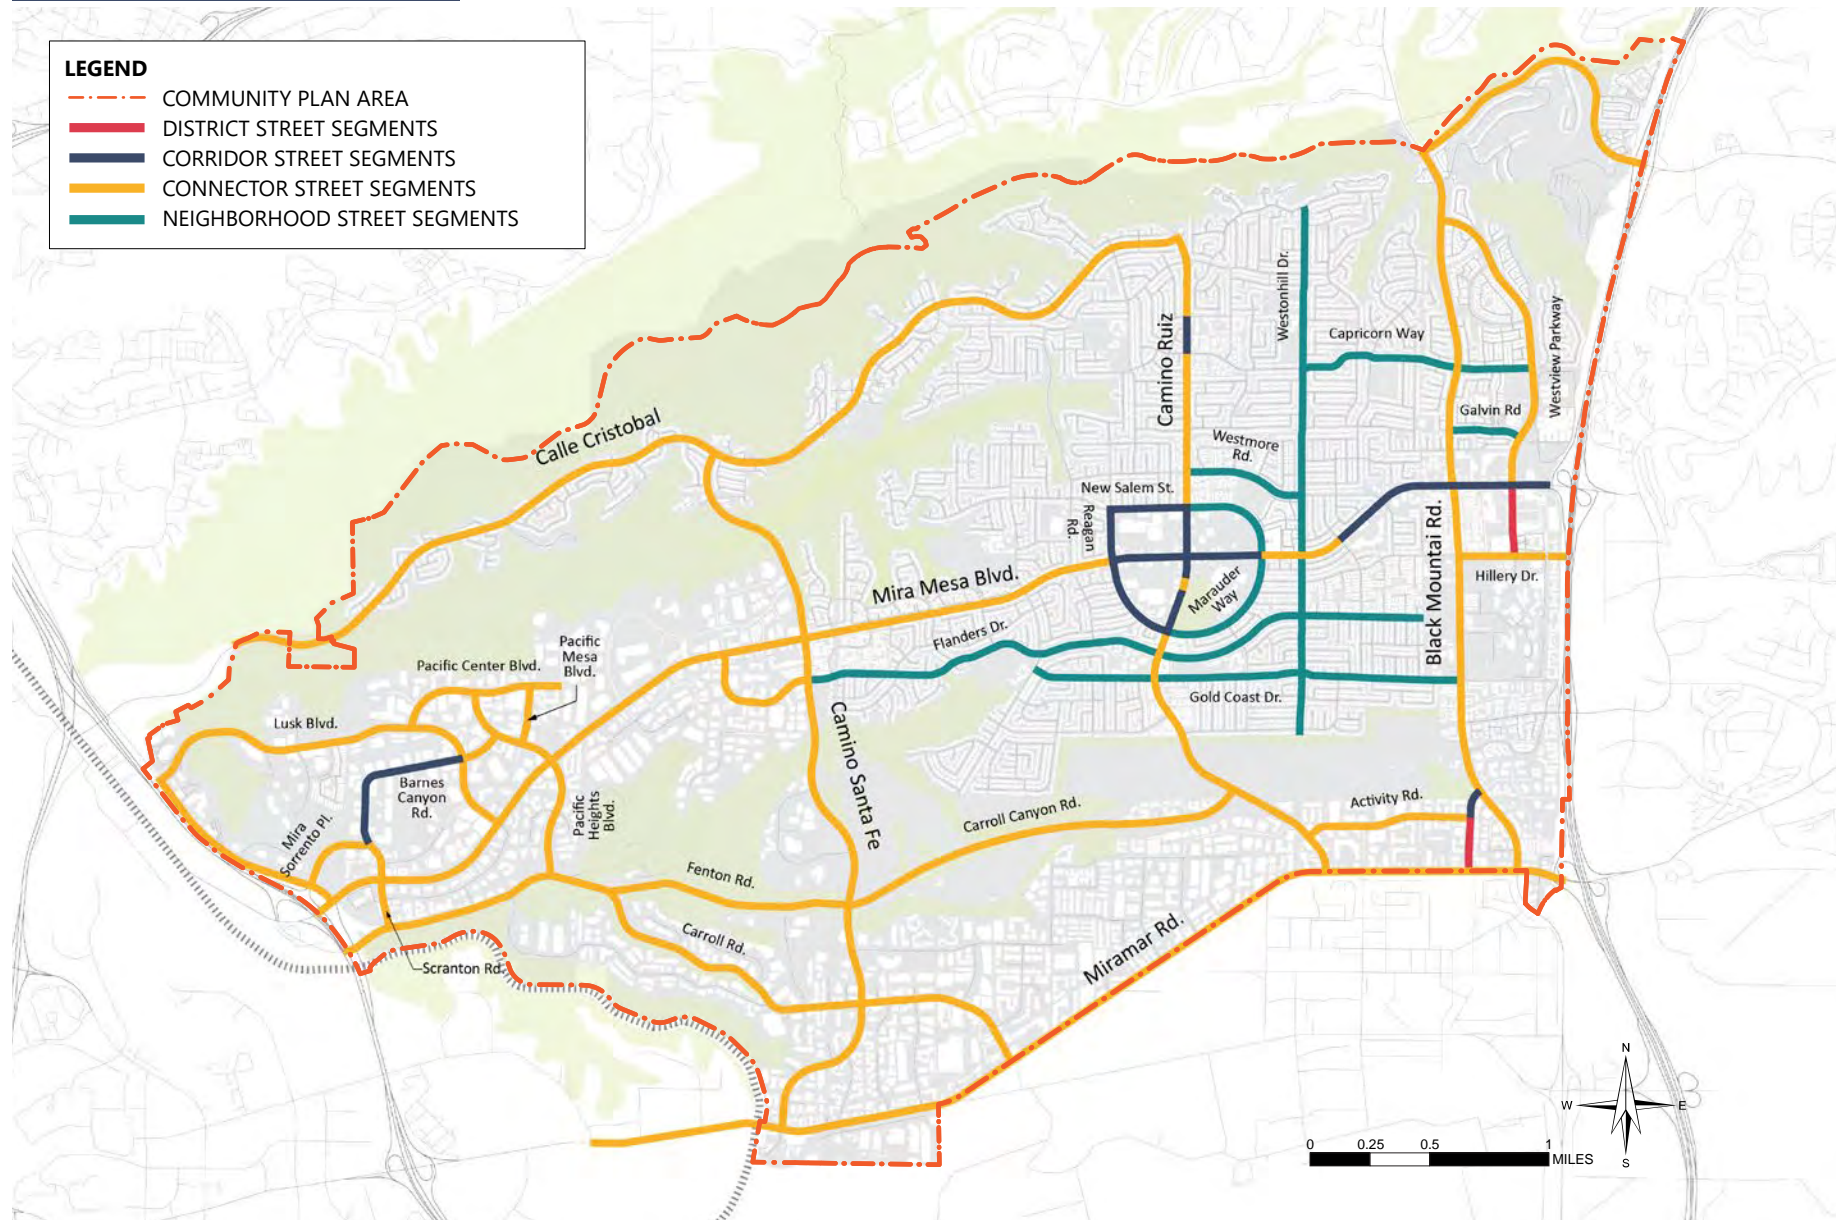 LEGEND
COMMUNITY PLAN AREA
DISTRICT STREET SEGMENTS
CORRIDOR STREET SEGMENTS
CONNECTOR STREET SEGMENTS
NEIGHBORHOOD STREET SEGMENTS
Westonhill Dr.
Camino Ruiz
Capricorn Way
Westview Parkway
Galvin Rd
Calle Cristobal
Westmore
Rd.
New Salem St.
Reagan
Rd.
Black Mountai Rd.
Mira Mesa Blvd.
Marauder
Way
Hillery Dr.
Flanders Dr.
Pacific
Mesa
Blvd.
Pacific Center Blvd.
Gold Coast Dr.
Lusk Blvd.
Camino Santa Fe
Barnes
Canyon
Rd.
Pacific
Heights
Blvd.
Mira
Sorrento Pl.
Activity Rd.
Carroll Canyon Rd.
Fenton Rd.
Carroll Rd.
Miramar Rd.
Scranton Rd.
N
W
E
S
0 0.25 0.5 1
MILES